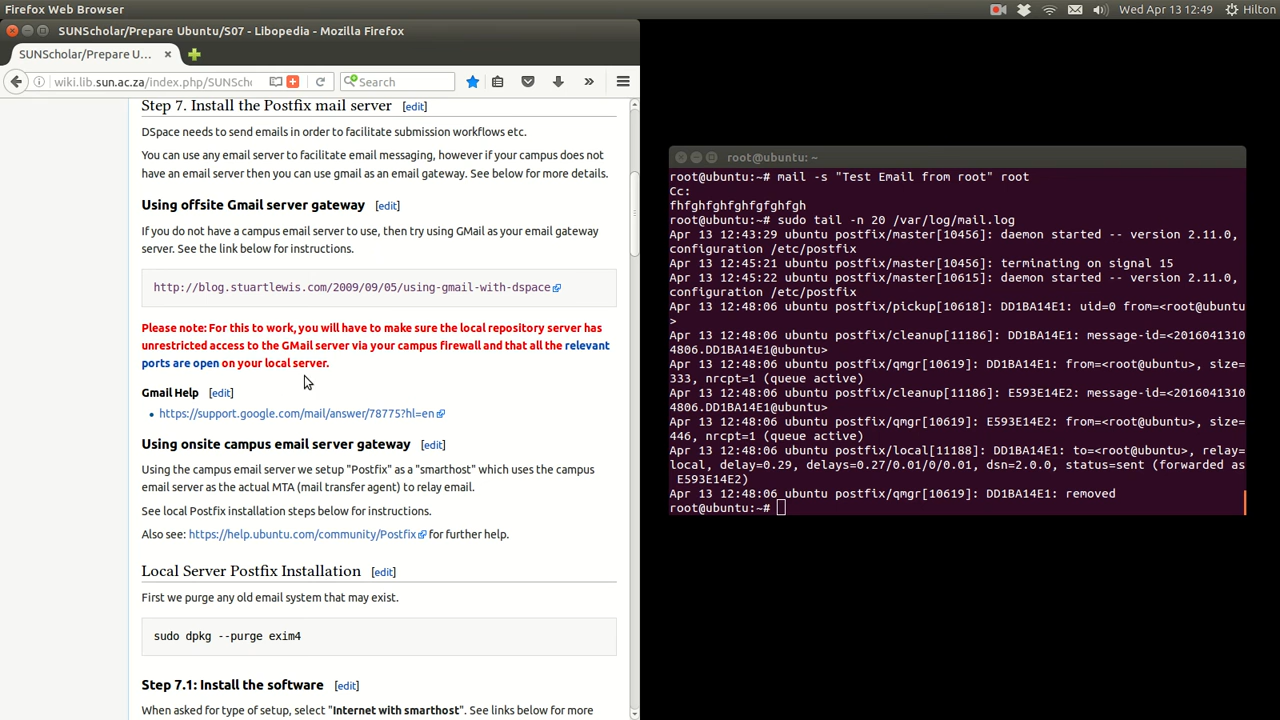 Firefox Web Browser
Wed Apr 13 12:49
Hilton
SUNScholar/Prepare Ubuntu/S07 - Libopedia - Mozilla Firefox
SUNScholar/Prepare U...
wiki.lib.sun.ac.za/index.php/SUNSch
Search
Step 7. Install the Postfix mail server [edit]
DSpace needs to send emails in order to facilitate submission workflows etc.
You can use any email server to facilitate email messaging, however if your campus does not
have an email server then you can use gmail as an email gateway. See below for more details.
Using offsite Gmail server gateway [edit]
If you do not have a campus email server to use, then try using GMail as your email gateway
server. See the link below for instructions.
http://blog.stuartlewis.com/2009/09/05/using-gmail-with-dspace
Please note: For this to work, you will have to make sure the local repository server has
unrestricted access to the GMail server via your campus firewall and that all the relevant
ports are open on your local server.
Gmail Help [edit]
https://support.google.com/mail/answer/78775?hl=en
Using onsite campus email server gateway [edit]
Using the campus email server we setup "Postfix" as a "smarthost" which uses the campus
email server as the actual MTA (mail transfer agent) to relay email.
See local Postfix installation steps below for instructions.
Also see: https://help.ubuntu.com/community/Postfix for further help.
Local Server Postfix Installation [edit]
First we purge any old email system that may exist.
sudo dpkg --purge exim4
Step 7.1: Install the software [edit]
When asked for type of setup, select "Internet with smarthost". See links below for more
root@ubuntu: ~
root@ubuntu:~# mail -s "Test Email from root" root
Cc:
fhfghfghfghfgfghfgh
root@ubuntu:~# sudo tail -n 20 /var/log/mail.log
Apr 13 12:43:29 ubuntu postfix/master[10456]: daemon started -- version 2.11.0,
configuration /etc/postfix
Apr 13 12:45:21 ubuntu postfix/master[10456]: terminating on signal 15
Apr 13 12:45:22 ubuntu postfix/master[10615]: daemon started -- version 2.11.0,
configuration /etc/postfix
Apr 13 12:48:06 ubuntu postfix/pickup[10618]: DD1BA14E1: uid=0 from=<root@ubuntu
>
Apr 13 12:48:06 ubuntu postfix/cleanup[11186]: DD1BA14E1: message-id=<2016041310
4806.DD1BA14E1@ubuntu>
Apr 13 12:48:06 ubuntu postfix/qmgr[10619]: DD1BA14E1: from=<root@ubuntu>, size=
333, nrcpt=1 (queue active)
Apr 13 12:48:06 ubuntu postfix/cleanup[11186]: E593E14E2: message-id=<2016041310
4806.DD1BA14E1@ubuntu>
Apr 13 12:48:06 ubuntu postfix/qmgr[10619]: E593E14E2: from=<root@ubuntu>, size=
446, nrcpt=1 (queue active)
Apr 13 12:48:06 ubuntu postfix/local[11188]: DD1BA14E1: to=<root@ubuntu>, relay=
local, delay=0.29, delays=0.27/0.01/0/0.01, dsn=2.0.0, status=sent (forwarded as
E593E14E2)
Apr 13 12:48:06 ubuntu postfix/qmgr[10619]: DD1BA14E1: removed
root@ubuntu:~#